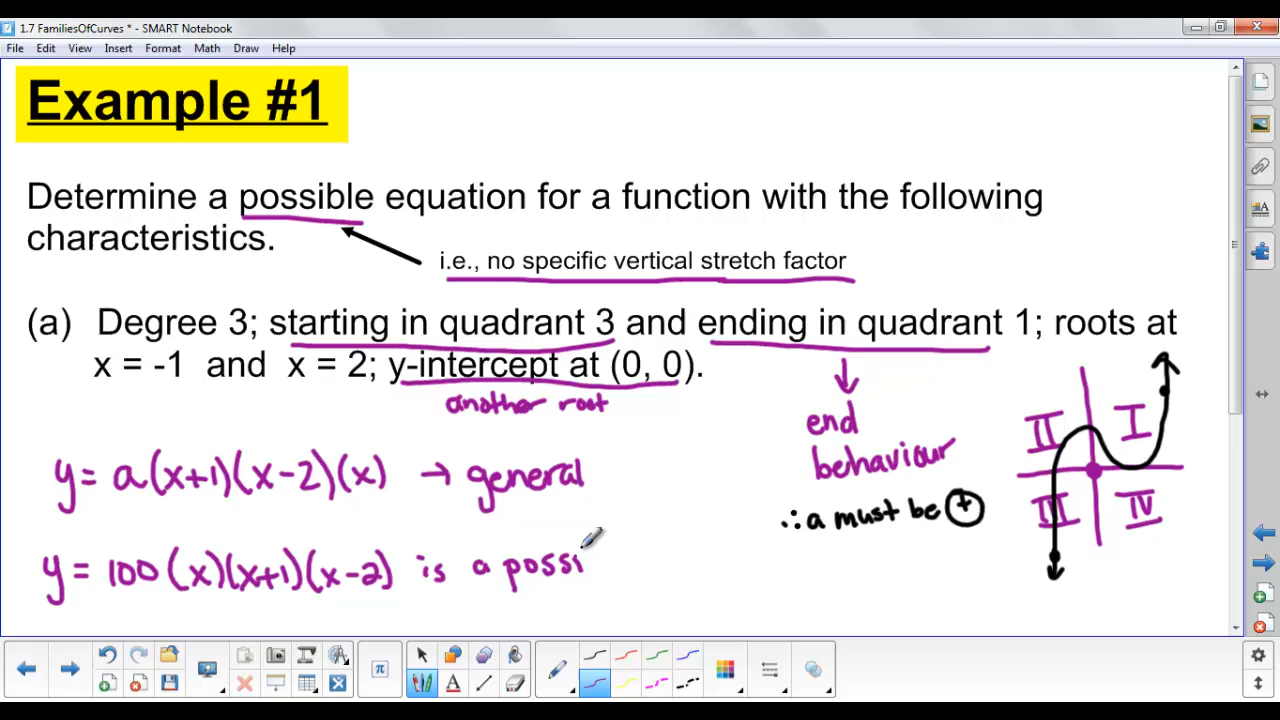 1.7 FamiliesOfCurves * - SMART Notebook
File Edit View Insert Format Math Draw Help
Example #1
Determine a possible equation for a function with the following
characteristics.
i.e., no specific vertical stretch factor
(a) Degree 3; starting in quadrant 3 and ending in quadrant 1; roots at
x = -1 and x = 2; y-intercept at (0, 0).
another root
end
behaviour
∴ a must be +
II I
III IV
y = a(x+1)(x-2)(x) → general
y = 100(x)(x+1)(x-2) is a possi